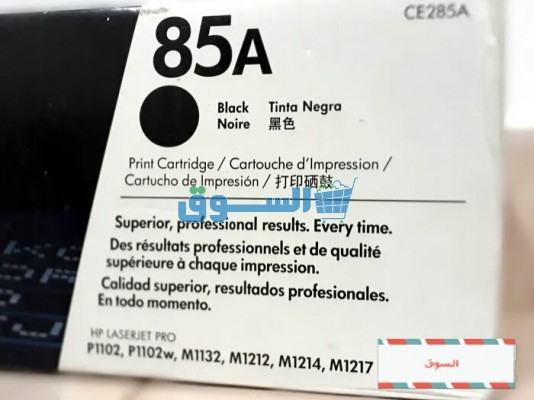 CE285A
85A
Black Tinta Negra
Noire 黑色
Print Cartridge / Cartouche d'Impression /
Cartucho de Impresión / 打印硒鼓
السوق
Superior, professional results. Every time.
Des résultats professionnels et de qualité
supérieure à chaque impression.
Calidad superior, resultados profesionales.
En todo momento.
HP LASERJET PRO
P1102, P1102w, M1132, M1212, M1214, M1217
السوق